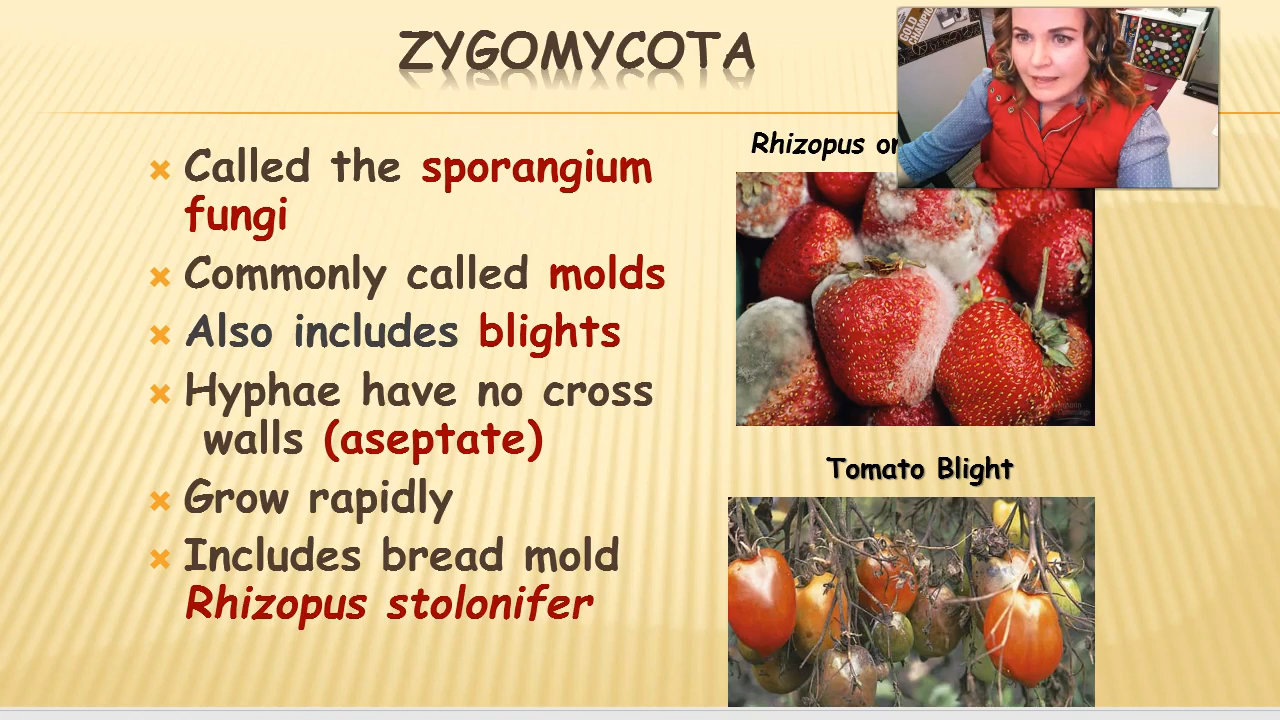 ZYGOMYCOTA
GOLD
Rhizopus
Called the sporangium
fungi
Commonly called molds
Also includes blights
Hyphae have no cross
walls (aseptate)
Grow rapidly
Includes bread mold
Rhizopus stolonifer
Tomato Blight